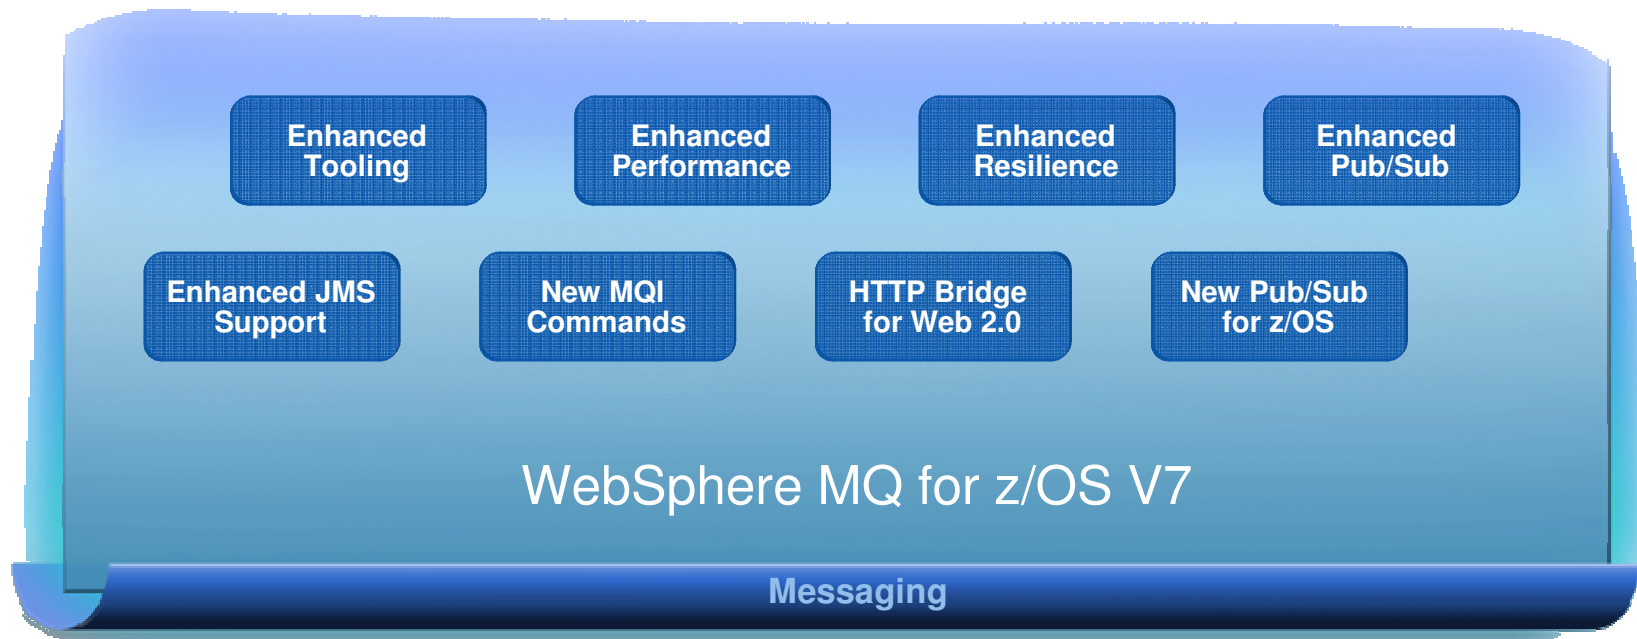 Enhanced
Tooling
Enhanced
Performance
Enhanced
Resilience
Enhanced
Pub/Sub
Enhanced JMS
Support
New MQI
Commands
HTTP Bridge
for Web 2.0
New Pub/Sub
for z/OS
WebSphere MQ for z/OS V7
Messaging